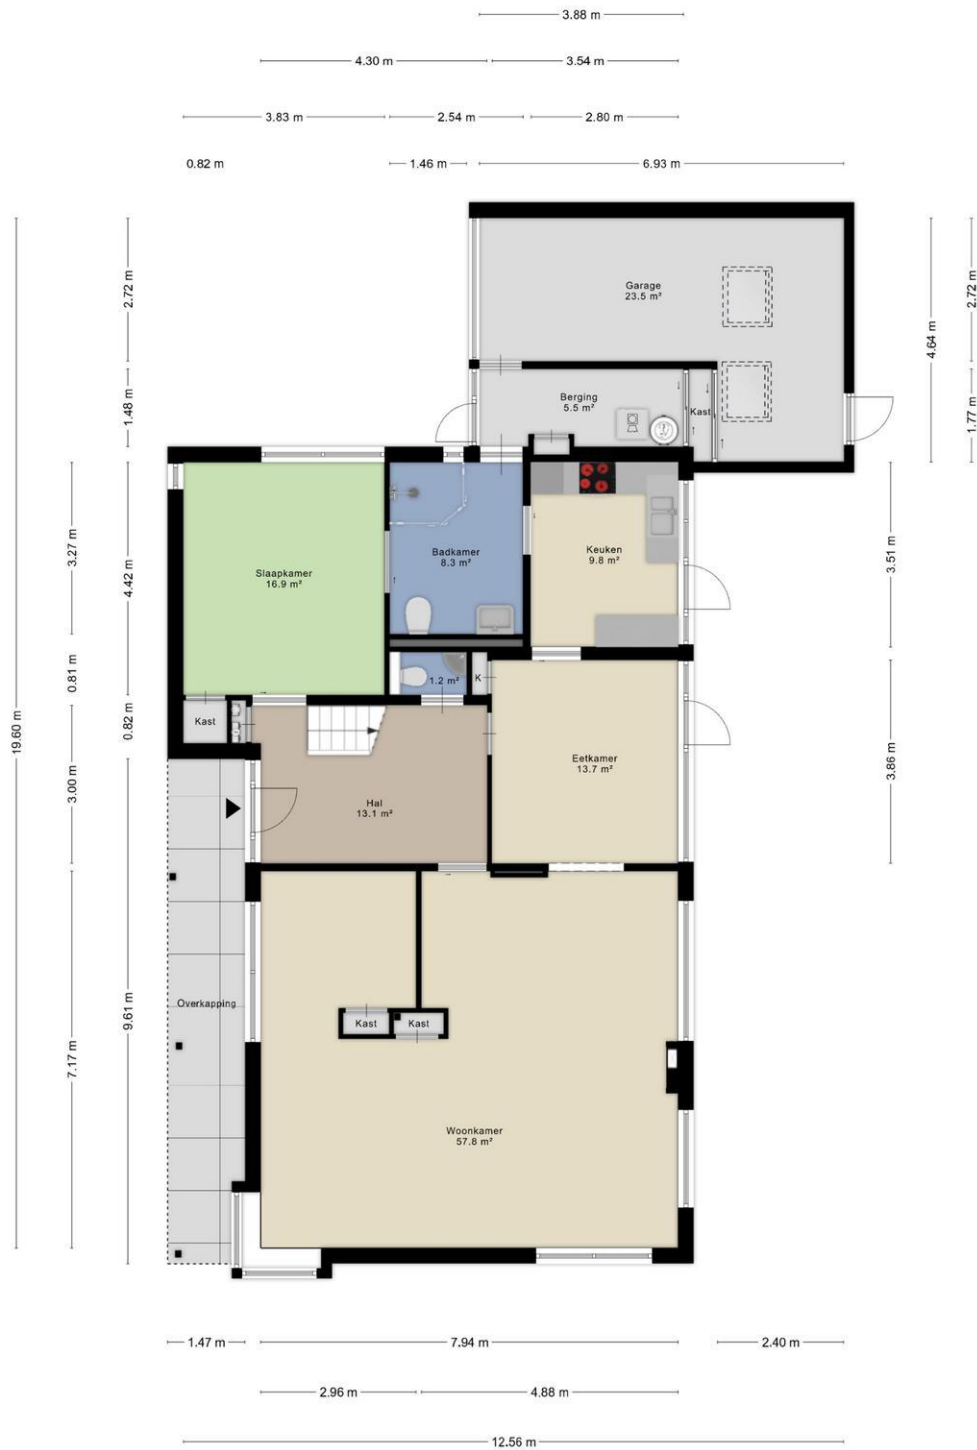 3.88 m
4.30 m
3.54 m
3.83 m
2.54 m
2.80 m
0.82 m
1.46 m
6.93 m
19.60 m
2.72 m
1.48 m
3.27 m
4.42 m
0.81 m
0.82 m
3.00 m
9.61 m
7.17 m
4.64 m
2.72 m
1.77 m
3.51 m
3.86 m
Garage
23.5 m²
Berging
5.5 m²
Kast
Slaapkamer
16.9 m²
Badkamer
8.3 m²
Keuken
9.8 m²
1.2 m²
K
Kast
Eetkamer
13.7 m²
Hal
13.1 m²
Overkapping
Kast
Kast
Woonkamer
57.8 m²
1.47 m
7.94 m
2.40 m
2.96 m
4.88 m
12.56 m